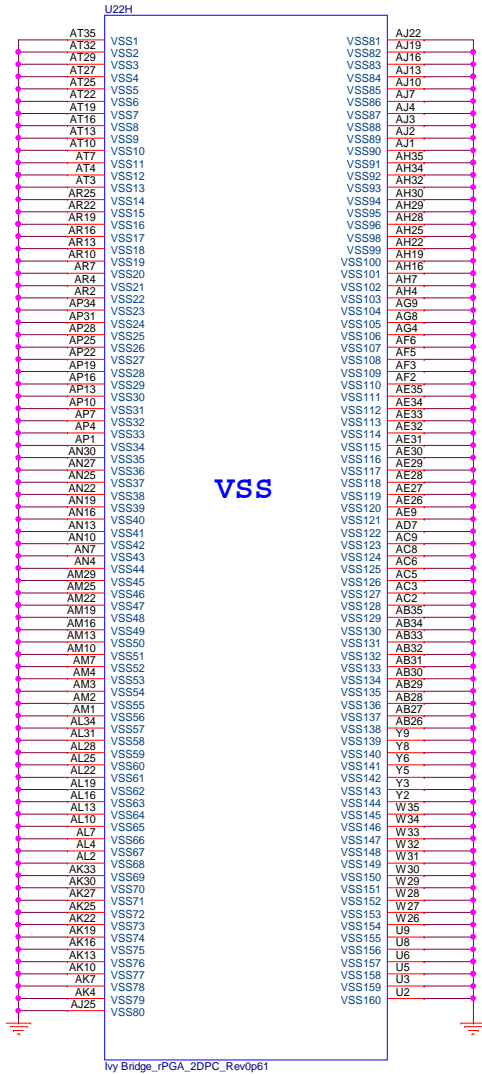 U22H
AT35 VSS1 VSS81 AJ22
AT32 VSS2 VSS82 AJ19
AT29 VSS3 VSS83 AJ16
AT27 VSS4 VSS84 AJ13
AT25 VSS5 VSS85 AJ10
AT22 VSS6 VSS86 AJ7
AT19 VSS7 VSS87 AJ4
AT16 VSS8 VSS88 AJ3
AT13 VSS9 VSS89 AJ2
AT10 VSS10 VSS90 AJ1
AT7 VSS11 VSS91 AH35
AT4 VSS12 VSS92 AH34
AT3 VSS13 VSS93 AH32
AR25 VSS14 VSS94 AH30
AR22 VSS15 VSS95 AH29
AR19 VSS16 VSS96 AH28
AR16 VSS17 VSS98 AH25
AR13 VSS18 VSS99 AH22
AR10 VSS19 VSS100 AH19
AR7 VSS20 VSS101 AH16
AR4 VSS21 VSS102 AH7
AR2 VSS22 VSS103 AH4
AP34 VSS23 VSS104 AG9
AP31 VSS24 VSS105 AG8
AP28 VSS25 VSS106 AG4
AP25 VSS26 VSS107 AF6
AP22 VSS27 VSS108 AF5
AP19 VSS28 VSS109 AF3
AP16 VSS29 VSS110 AF2
AP13 VSS30 VSS111 AE35
AP10 VSS31 VSS112 AE34
AP7 VSS32 VSS113 AE33
AP4 VSS33 VSS114 AE32
AP1 VSS34 VSS115 AE31
AN30 VSS35 VSS116 AE30
AN27 VSS36 VSS117 AE29
AN25 VSS37 VSS118 AE28
AN22 VSS38 VSS119 AE27
VSS
AN19 VSS39 VSS120 AE26
AN16 VSS40 VSS121 AE9
AN13 VSS41 VSS122 AD7
AN10 VSS42 VSS123 AC9
AN7 VSS43 VSS124 AC8
AN4 VSS44 VSS125 AC6
AM29 VSS45 VSS126 AC5
AM25 VSS46 VSS127 AC3
AM22 VSS47 VSS128 AC2
AM19 VSS48 VSS129 AB35
AM16 VSS49 VSS130 AB34
AM13 VSS50 VSS131 AB33
AM10 VSS51 VSS132 AB32
AM7 VSS52 VSS133 AB31
AM4 VSS53 VSS134 AB30
AM3 VSS54 VSS135 AB29
AM2 VSS55 VSS136 AB28
AM1 VSS56 VSS137 AB27
AL34 VSS57 VSS138 AB26
AL31 VSS58 VSS139 Y9
AL28 VSS59 VSS140 Y8
AL25 VSS60 VSS141 Y6
AL22 VSS61 VSS142 Y5
AL19 VSS62 VSS143 Y3
AL16 VSS63 VSS144 Y2
AL13 VSS64 VSS145 W35
AL10 VSS65 VSS146 W34
AL7 VSS66 VSS147 W33
AL4 VSS67 VSS148 W32
AL2 VSS68 VSS149 W31
AK33 VSS69 VSS150 W30
AK30 VSS70 VSS151 W29
AK27 VSS71 VSS152 W28
AK25 VSS72 VSS153 W27
AK22 VSS73 VSS154 W26
AK19 VSS74 VSS155 U9
AK16 VSS75 VSS156 U8
AK13 VSS76 VSS157 U6
AK10 VSS77 VSS158 U5
AK7 VSS78 VSS159 U3
AK4 VSS79 VSS160 U2
AJ25 VSS80
Ivy Bridge_rPGA_2DPC_Rev0p61